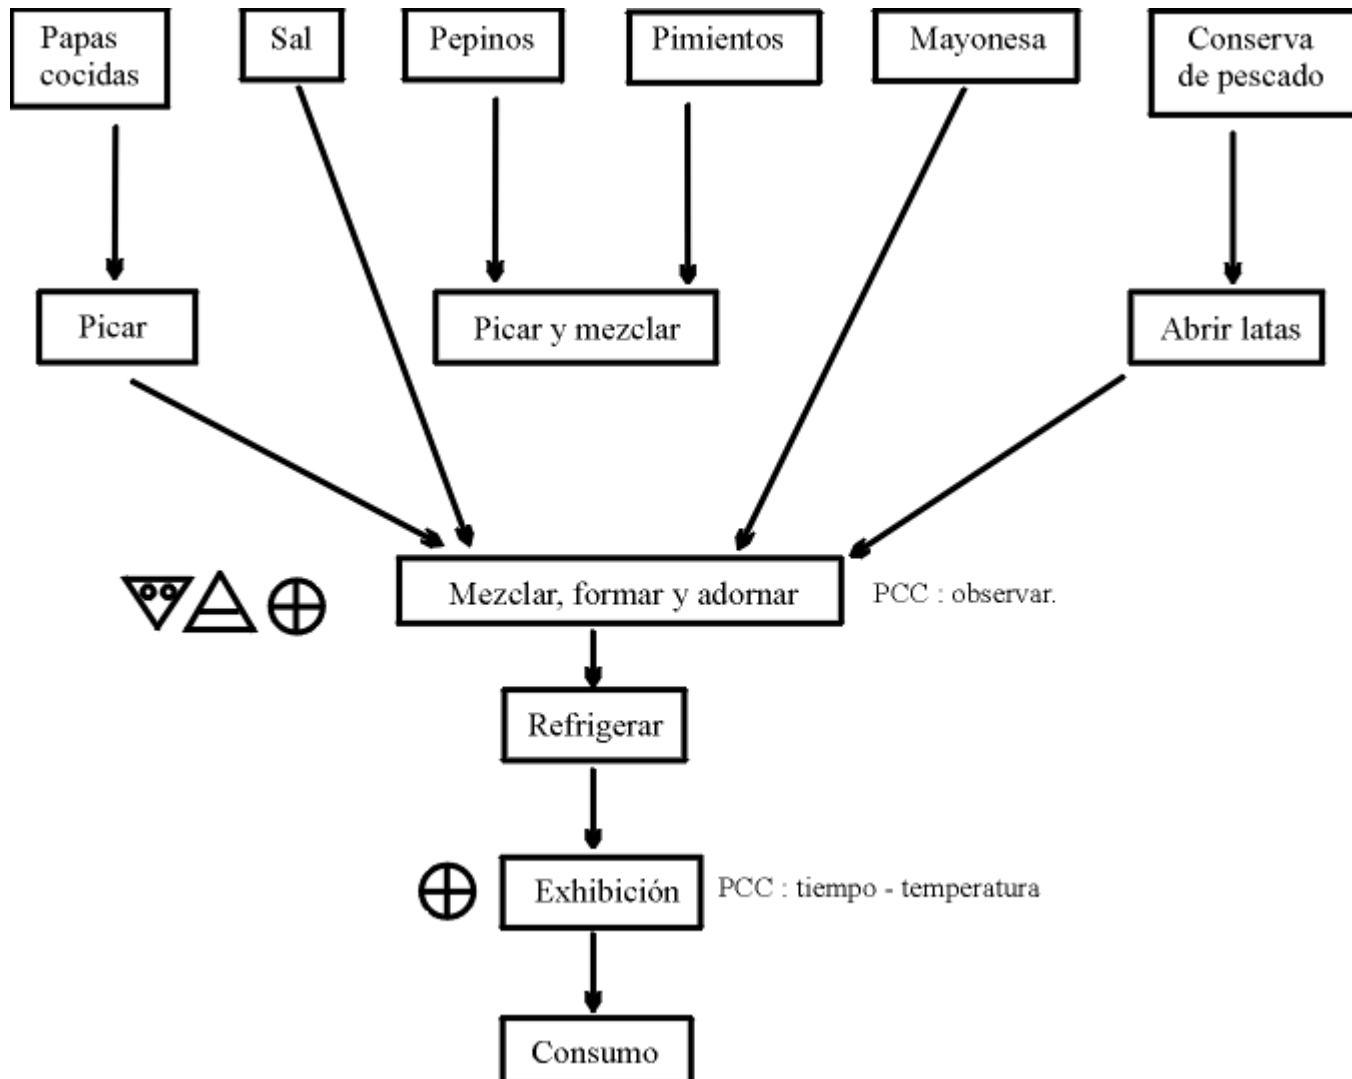 Papas
cocidas
Sal
Pepinos
Pimientos
Mayonesa
Conserva
de pescado
Picar
Picar y mezclar
Abrir latas
Mezclar, formar y adornar
PCC : observar.
Refrigerar
Exhibición
PCC : tiempo - temperatura
Consumo